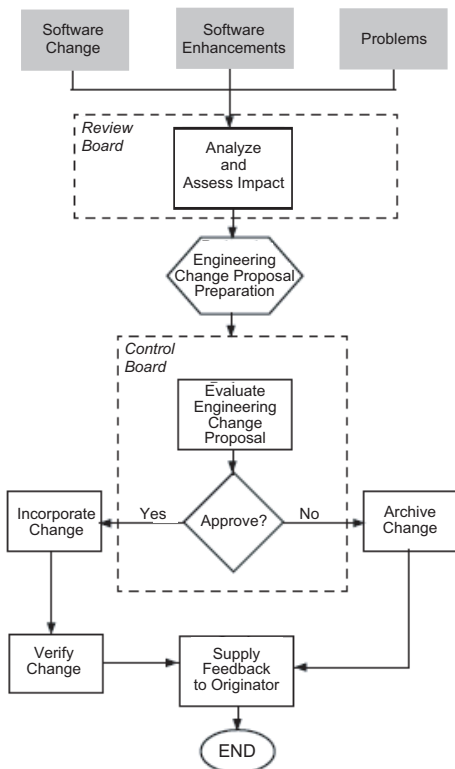 Software
Change
Software
Enhancements
Problems
Review
Board
Analyze
and
Assess Impact
Engineering
Change Proposal
Preparation
Control
Board
Evaluate
Engineering
Change
Proposal
Incorporate
Change
Yes
Approve?
No
Archive
Change
Verify
Change
Supply
Feedback
to Originator
END